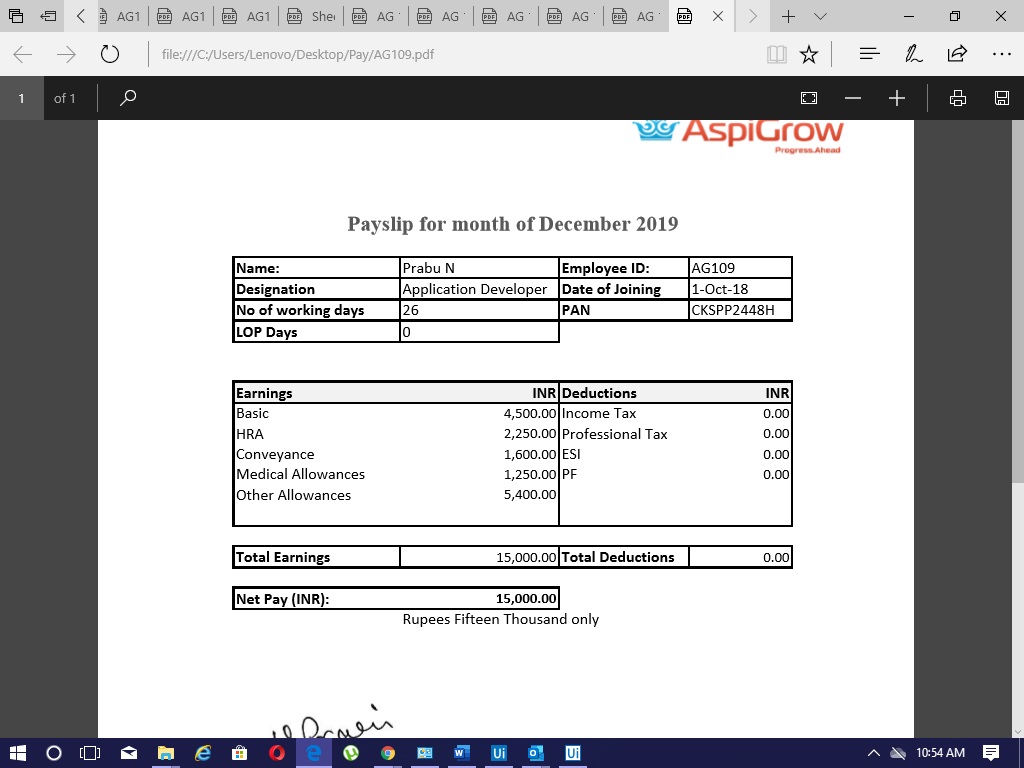 AG1 AG1 AG1 She AG AG AG AG AG
file:///C:/Users/Lenovo/Desktop/Pay/AG109.pdf
1 of 1
AspiGrow
Progress.Ahead
Payslip for month of December 2019
Name: Prabu N Employee ID: AG109
Designation Application Developer Date of Joining 1-Oct-18
No of working days 26 PAN CKSPP2448H
LOP Days 0
Earnings INR Deductions INR
Basic 4,500.00 Income Tax 0.00
HRA 2,250.00 Professional Tax 0.00
Conveyance 1,600.00 ESI 0.00
Medical Allowances 1,250.00 PF 0.00
Other Allowances 5,400.00
Total Earnings 15,000.00 Total Deductions 0.00
Net Pay (INR): 15,000.00
Rupees Fifteen Thousand only
10:54 AM